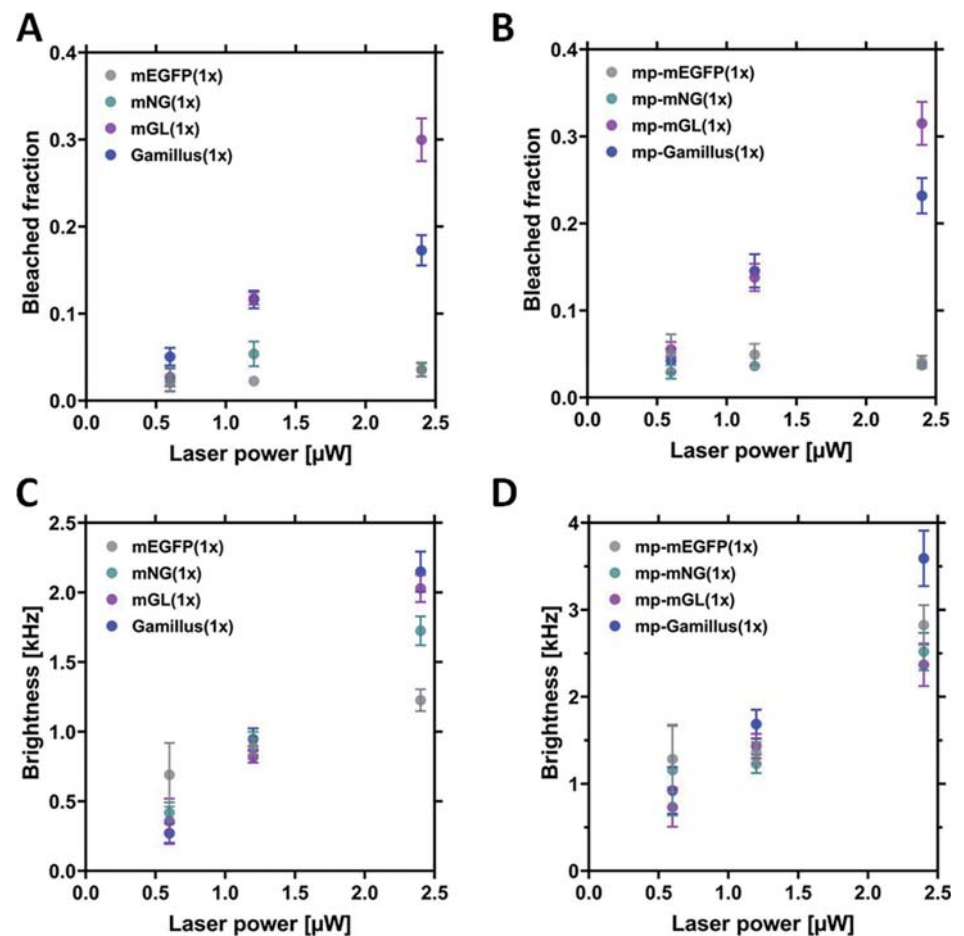 A
0.4
mEGFP(1x)
mNG(1x)
mGL(1x)
Gamillus(1x)
0.3
0.2
0.1
0.0
Bleached fraction
0.0 0.5 1.0 1.5 2.0 2.5
Laser power [µW]
B
0.4
mp-mEGFP(1x)
mp-mNG(1x)
mp-mGL(1x)
mp-Gamillus(1x)
0.3
0.2
0.1
0.0
Bleached fraction
0.0 0.5 1.0 1.5 2.0 2.5
Laser power [µW]
C
2.5
mEGFP(1x)
mNG(1x)
mGL(1x)
Gamillus(1x)
2.0
1.5
1.0
0.5
0.0
Brightness [kHz]
0.0 0.5 1.0 1.5 2.0 2.5
Laser power [µW]
D
4
mp-mEGFP(1x)
mp-mNG(1x)
mp-mGL(1x)
mp-Gamillus(1x)
3
2
1
0
Brightness [kHz]
0.0 0.5 1.0 1.5 2.0 2.5
Laser power [µW]